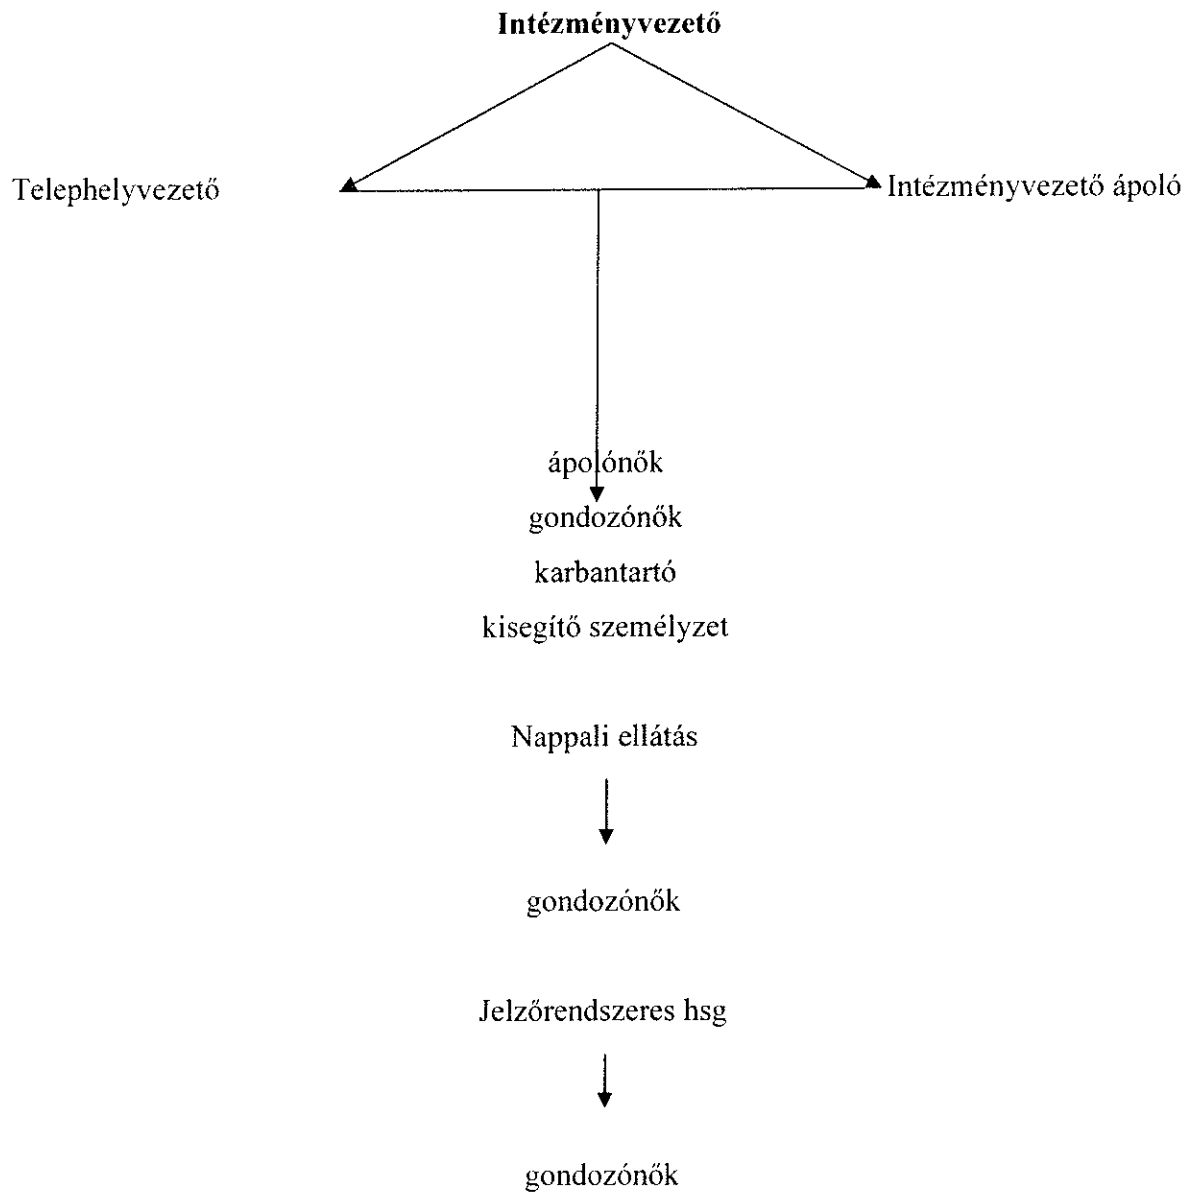 Intézményvezető
Telephelyvezető
Intézményvezető ápoló
ápolónők
gondozónők
karbantartó
kisegítő személyzet
Nappali ellátás
gondozónők
Jelzőrendszeres hsg
gondozónők